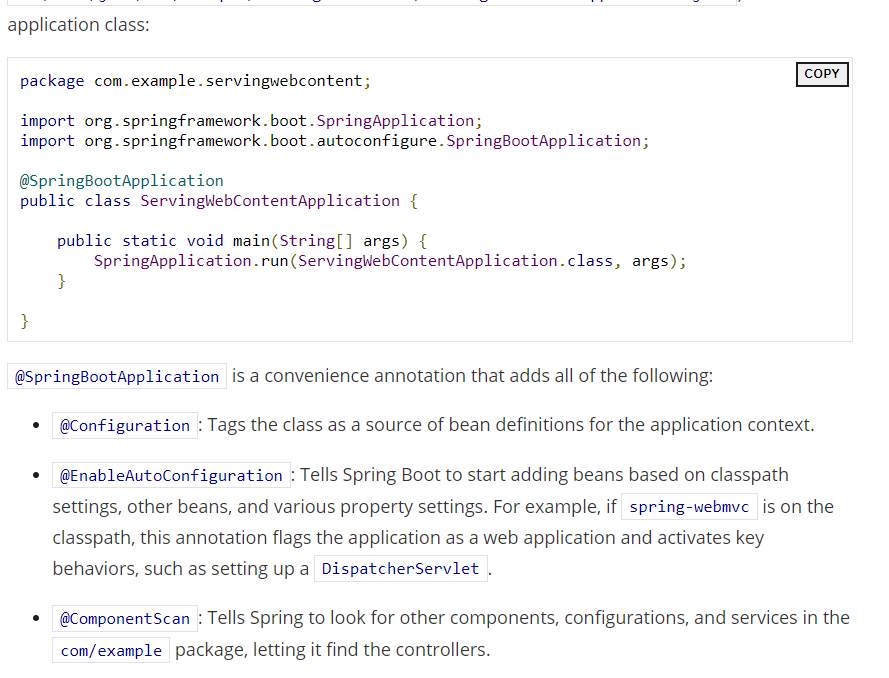 application class:
COPY
package com.example.servingwebcontent;
import org.springframework.boot.SpringApplication;
import org.springframework.boot.autoconfigure.SpringBootApplication;
@SpringBootApplication
public class ServingWebContentApplication {
public static void main(String[] args) {
SpringApplication.run(ServingWebContentApplication.class, args);
}
}
@SpringBootApplication is a convenience annotation that adds all of the following:
• @Configuration: Tags the class as a source of bean definitions for the application context.
• @EnableAutoConfiguration: Tells Spring Boot to start adding beans based on classpath
settings, other beans, and various property settings. For example, if spring-webmvc is on the
classpath, this annotation flags the application as a web application and activates key
behaviors, such as setting up a DispatcherServlet.
• @ComponentScan: Tells Spring to look for other components, configurations, and services in the
com/example package, letting it find the controllers.